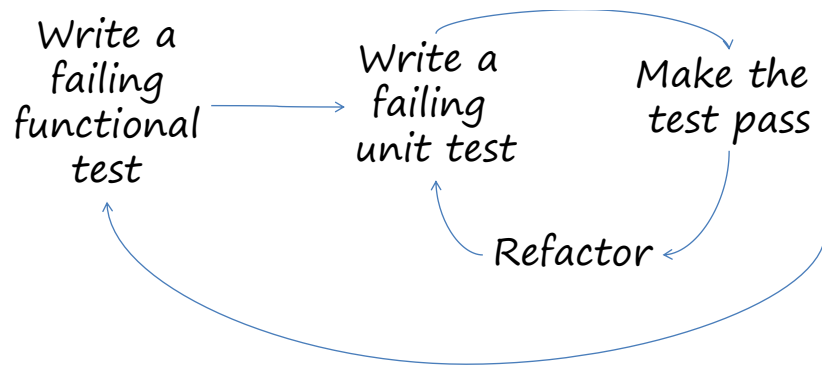 Write a
failing
functional
test
Write a
failing
unit test
Make the
test pass
Refactor